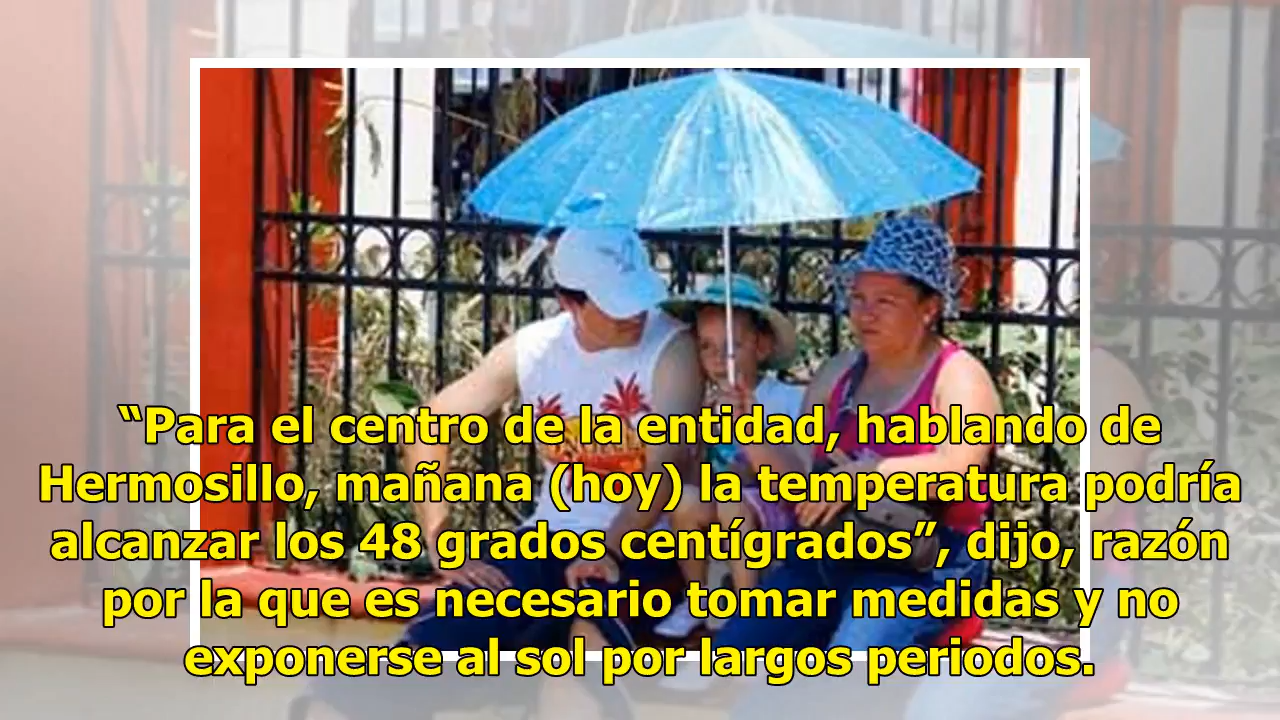 “Para el centro de la entidad, hablando de
Hermosillo, mañana (hoy) la temperatura podría
alcanzar los 48 grados centígrados”, dijo, razón
por la que es necesario tomar medidas y no
exponerse al sol por largos periodos.